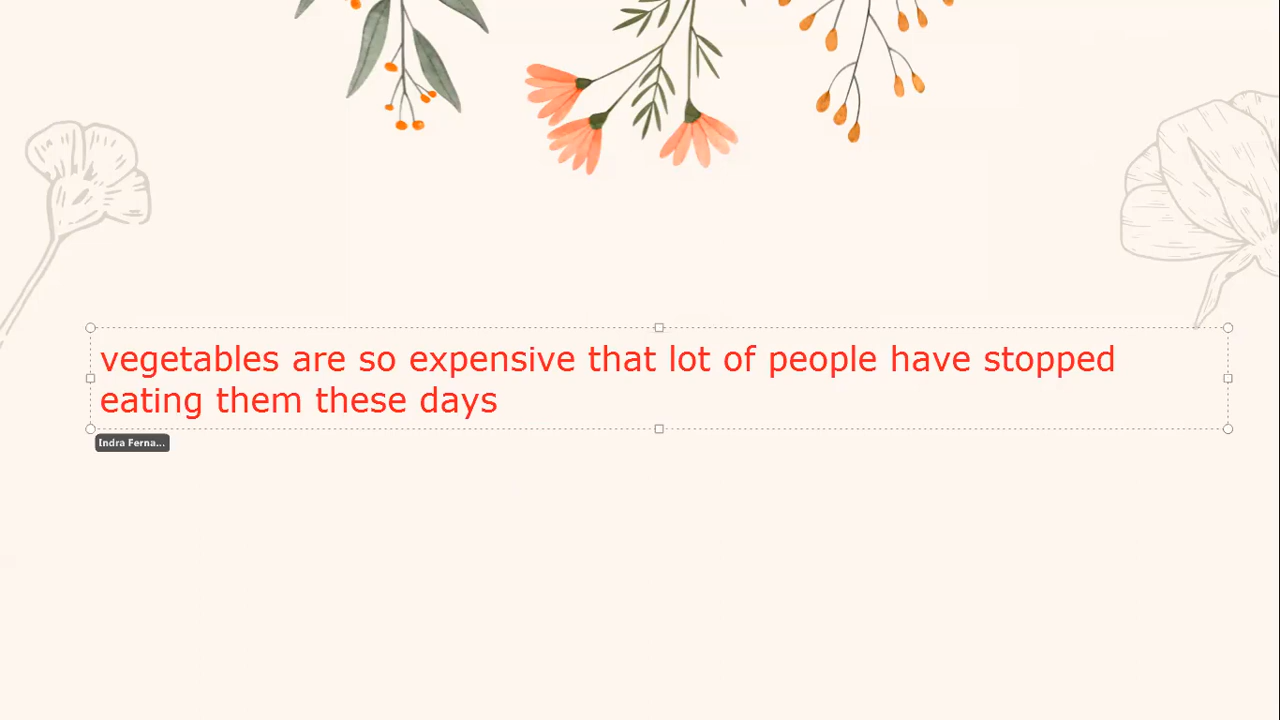 vegetables are so expensive that lot of people have stopped
eating them these days
Indra Ferna...